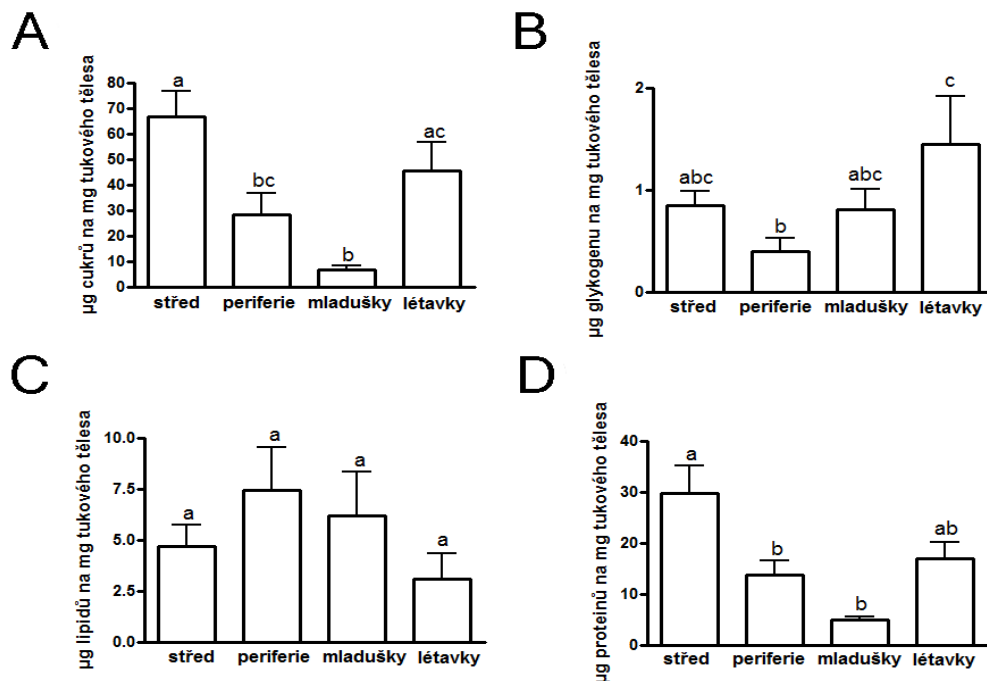 A
µg cukrů na mg tukového tělesa
80
70
60
50
40
30
20
10
0
a
bc
b
ac
střed periferie mladušky létavky
B
µg glykogenu na mg tukového tělesa
2
1
0
abc
b
abc
c
střed periferie mladušky létavky
C
µg lipidů na mg tukového tělesa
10.0
7.5
5.0
2.5
0.0
a
a
a
a
střed periferie mladušky létavky
D
µg proteinů na mg tukového tělesa
40
30
20
10
0
a
b
b
ab
střed periferie mladušky létavky